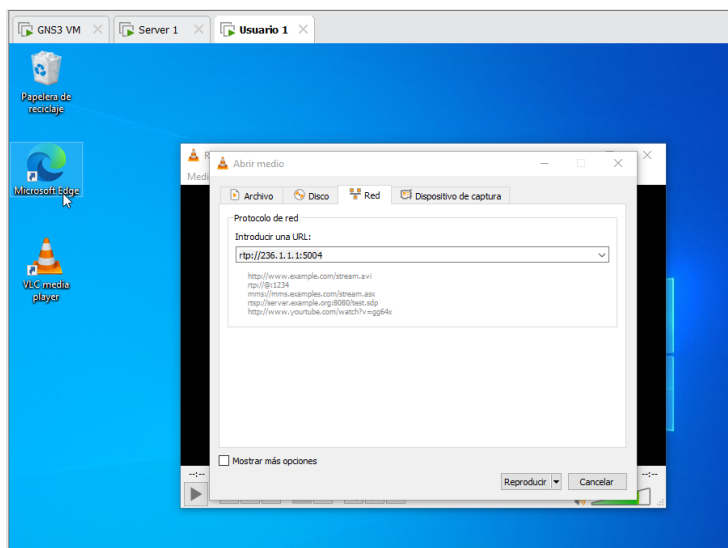 GNS3 VM
Server 1
Usuario 1
Papelera de
reciclaje
Microsoft Edge
VLC media
player
R
Medi
Abrir medio
Archivo
Disco
Red
Dispositivo de captura
Protocolo de red
Introducir una URL:
rtp://236.1.1.1:5004
http://www.example.com/stream.avi
rtp://@:1234
mms://mms.examples.com/stream.asx
rtsp://server.example.org:8080/test.sdp
http://www.yourtube.com/watch?v=gg64x
Mostrar más opciones
Reproducir
Cancelar
--:--
--:--